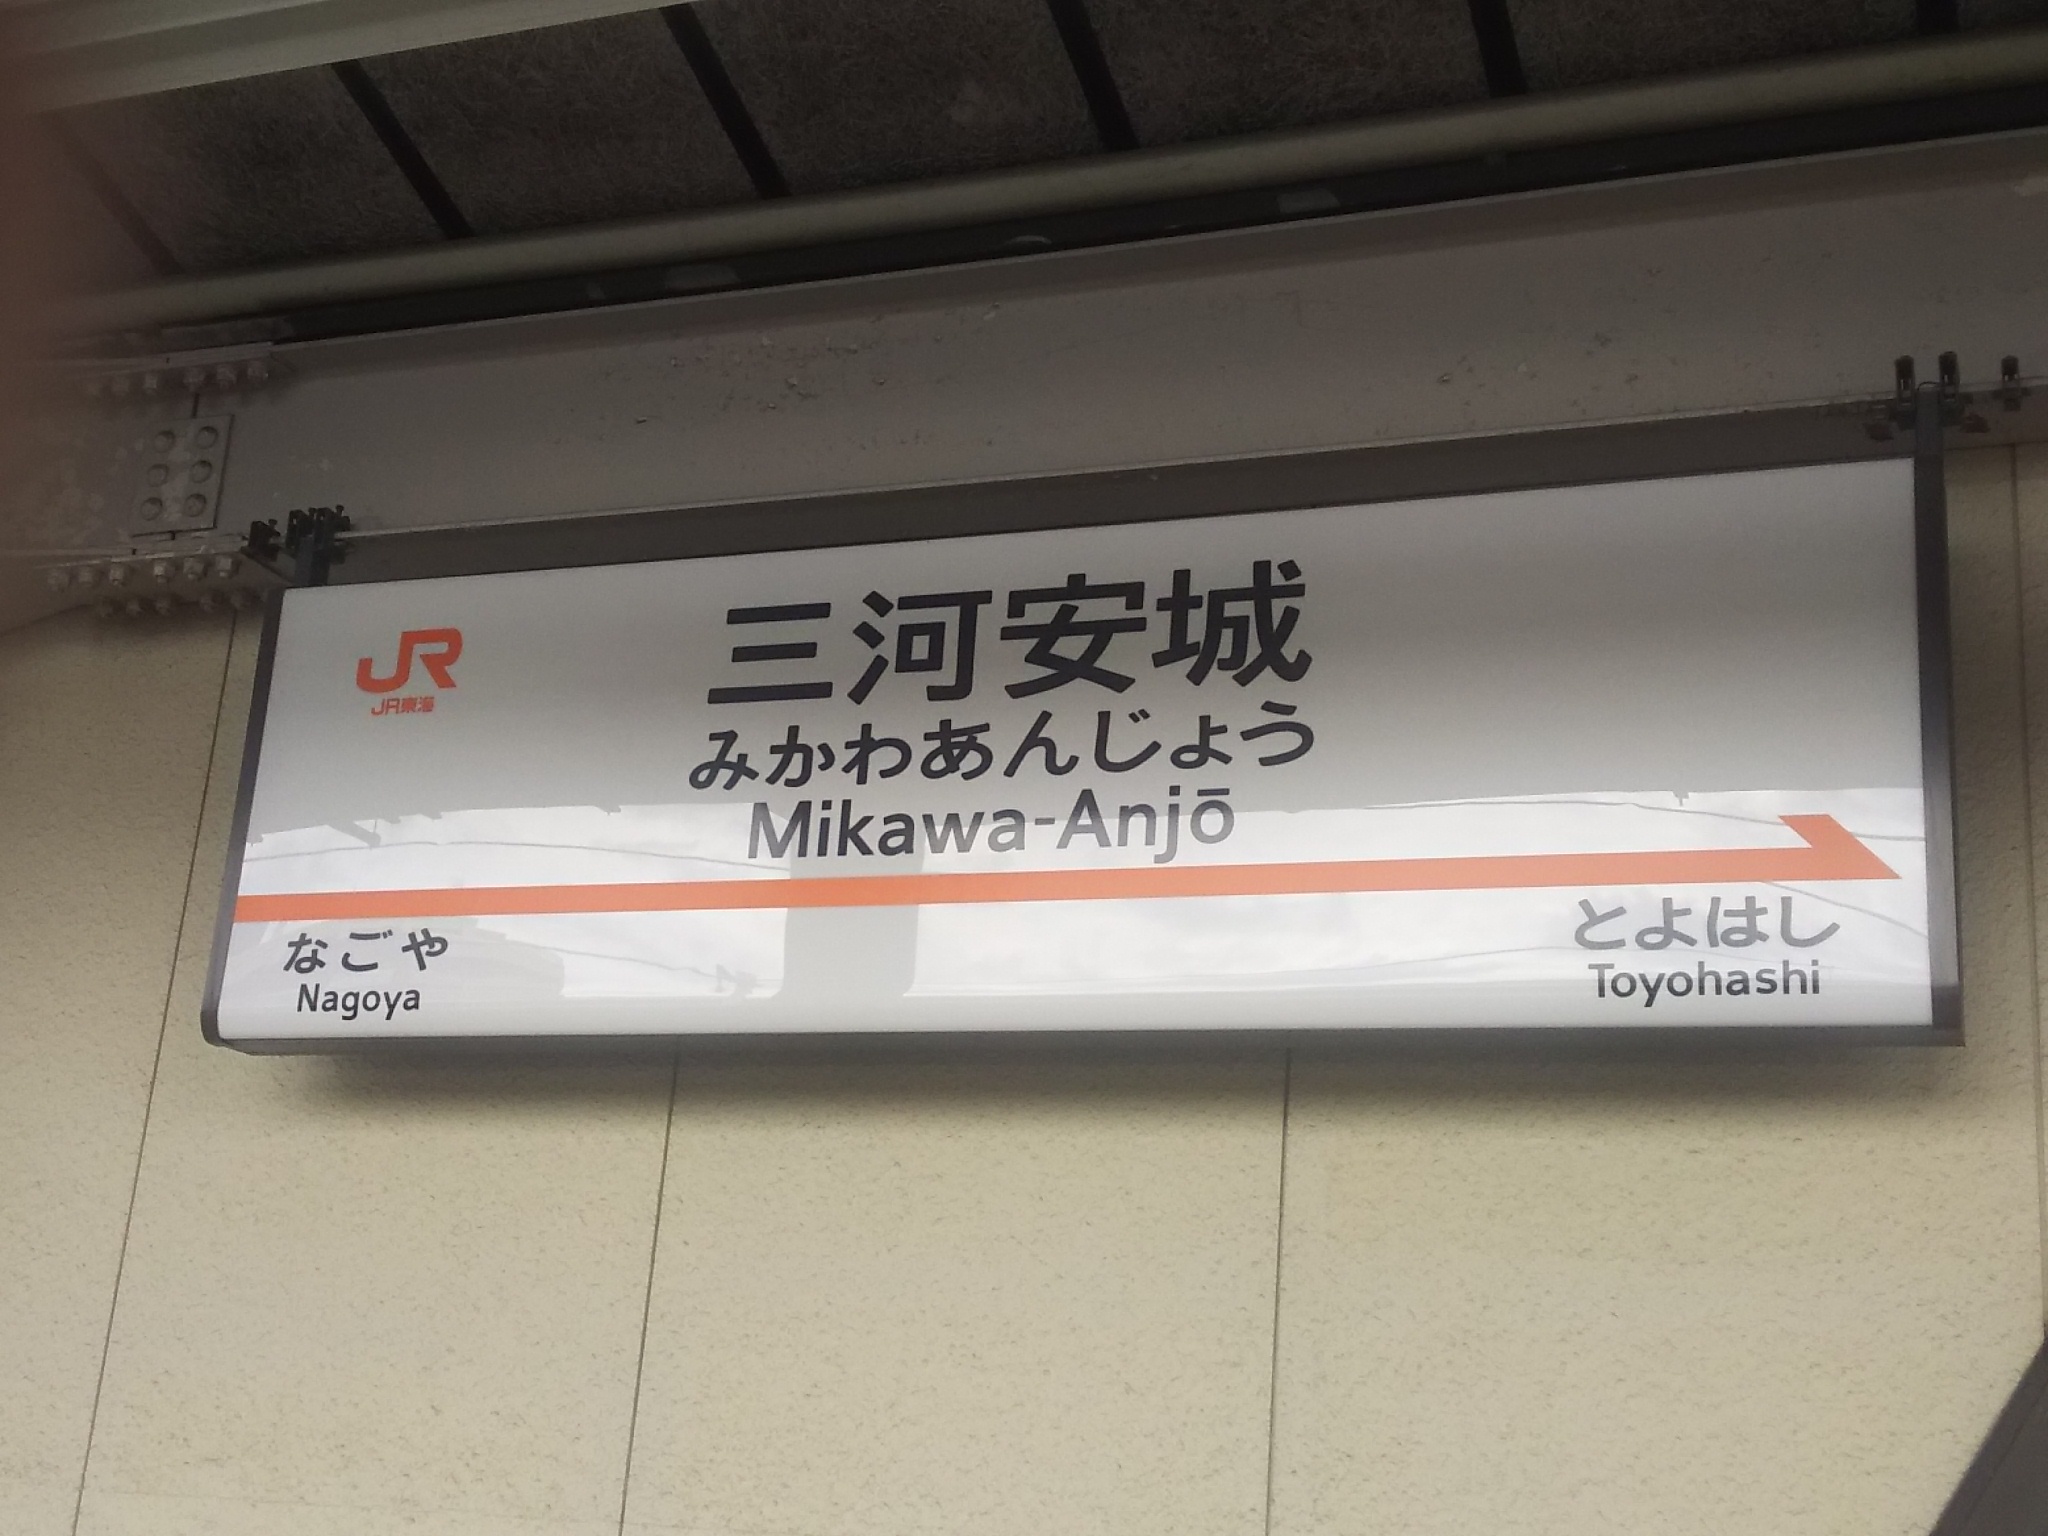 JR
JR東海
三河安城
みかわあんじょう
Mikawa-Anjō
なごや
Nagoya
とよはし
Toyohashi